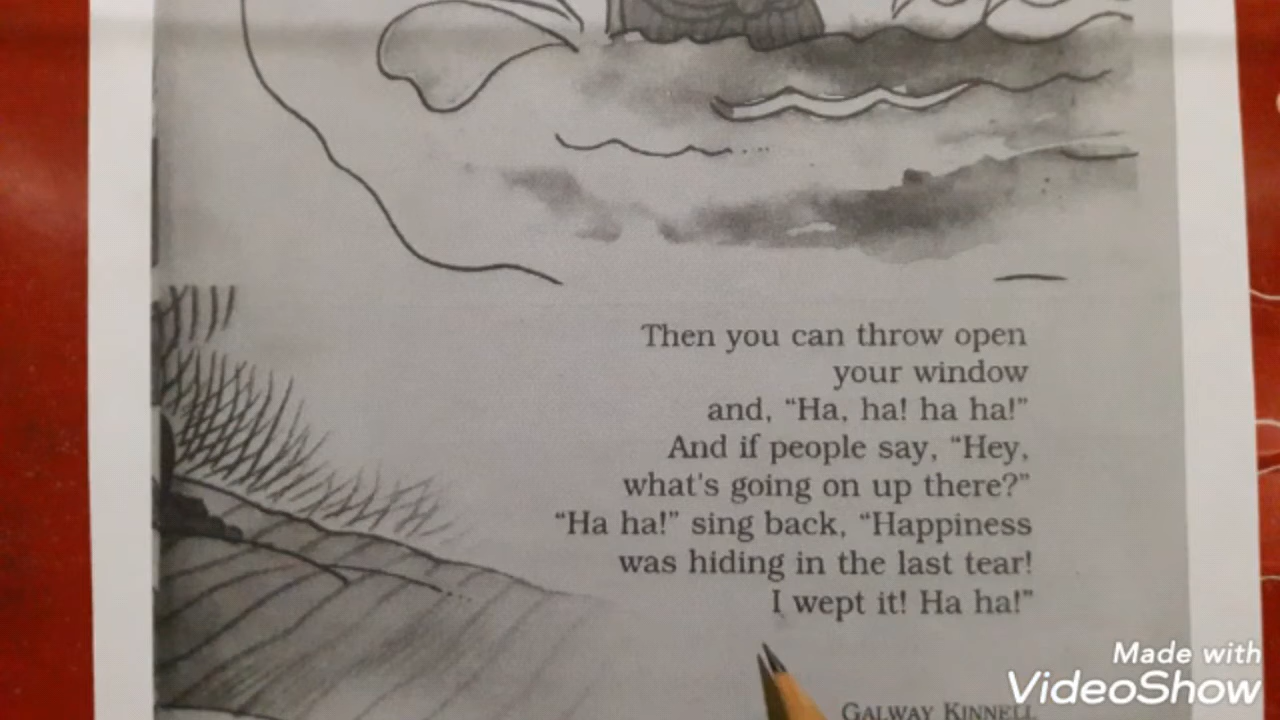 Then you can throw open
your window
and, “Ha, ha! ha ha!”
And if people say, “Hey,
what’s going on up there?”
“Ha ha!” sing back, “Happiness
was hiding in the last tear!
I wept it! Ha ha!”
GALWAY KINNELL
Made with
VideoShow